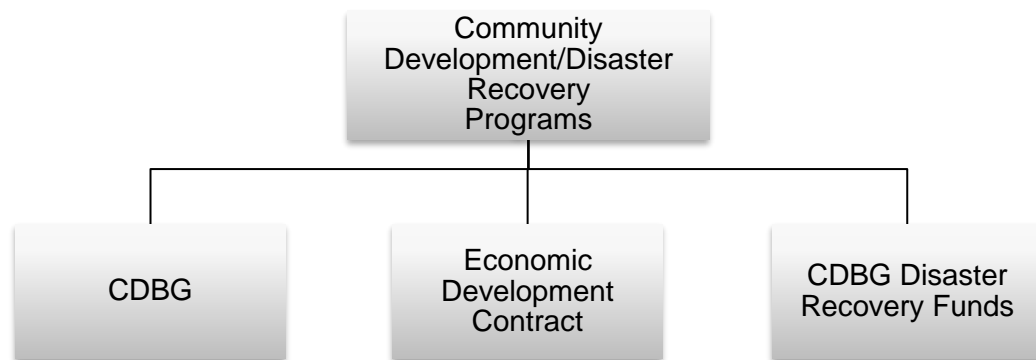 Community
Development/Disaster
Recovery
Programs
CDBG
Economic
Development
Contract
CDBG Disaster
Recovery Funds